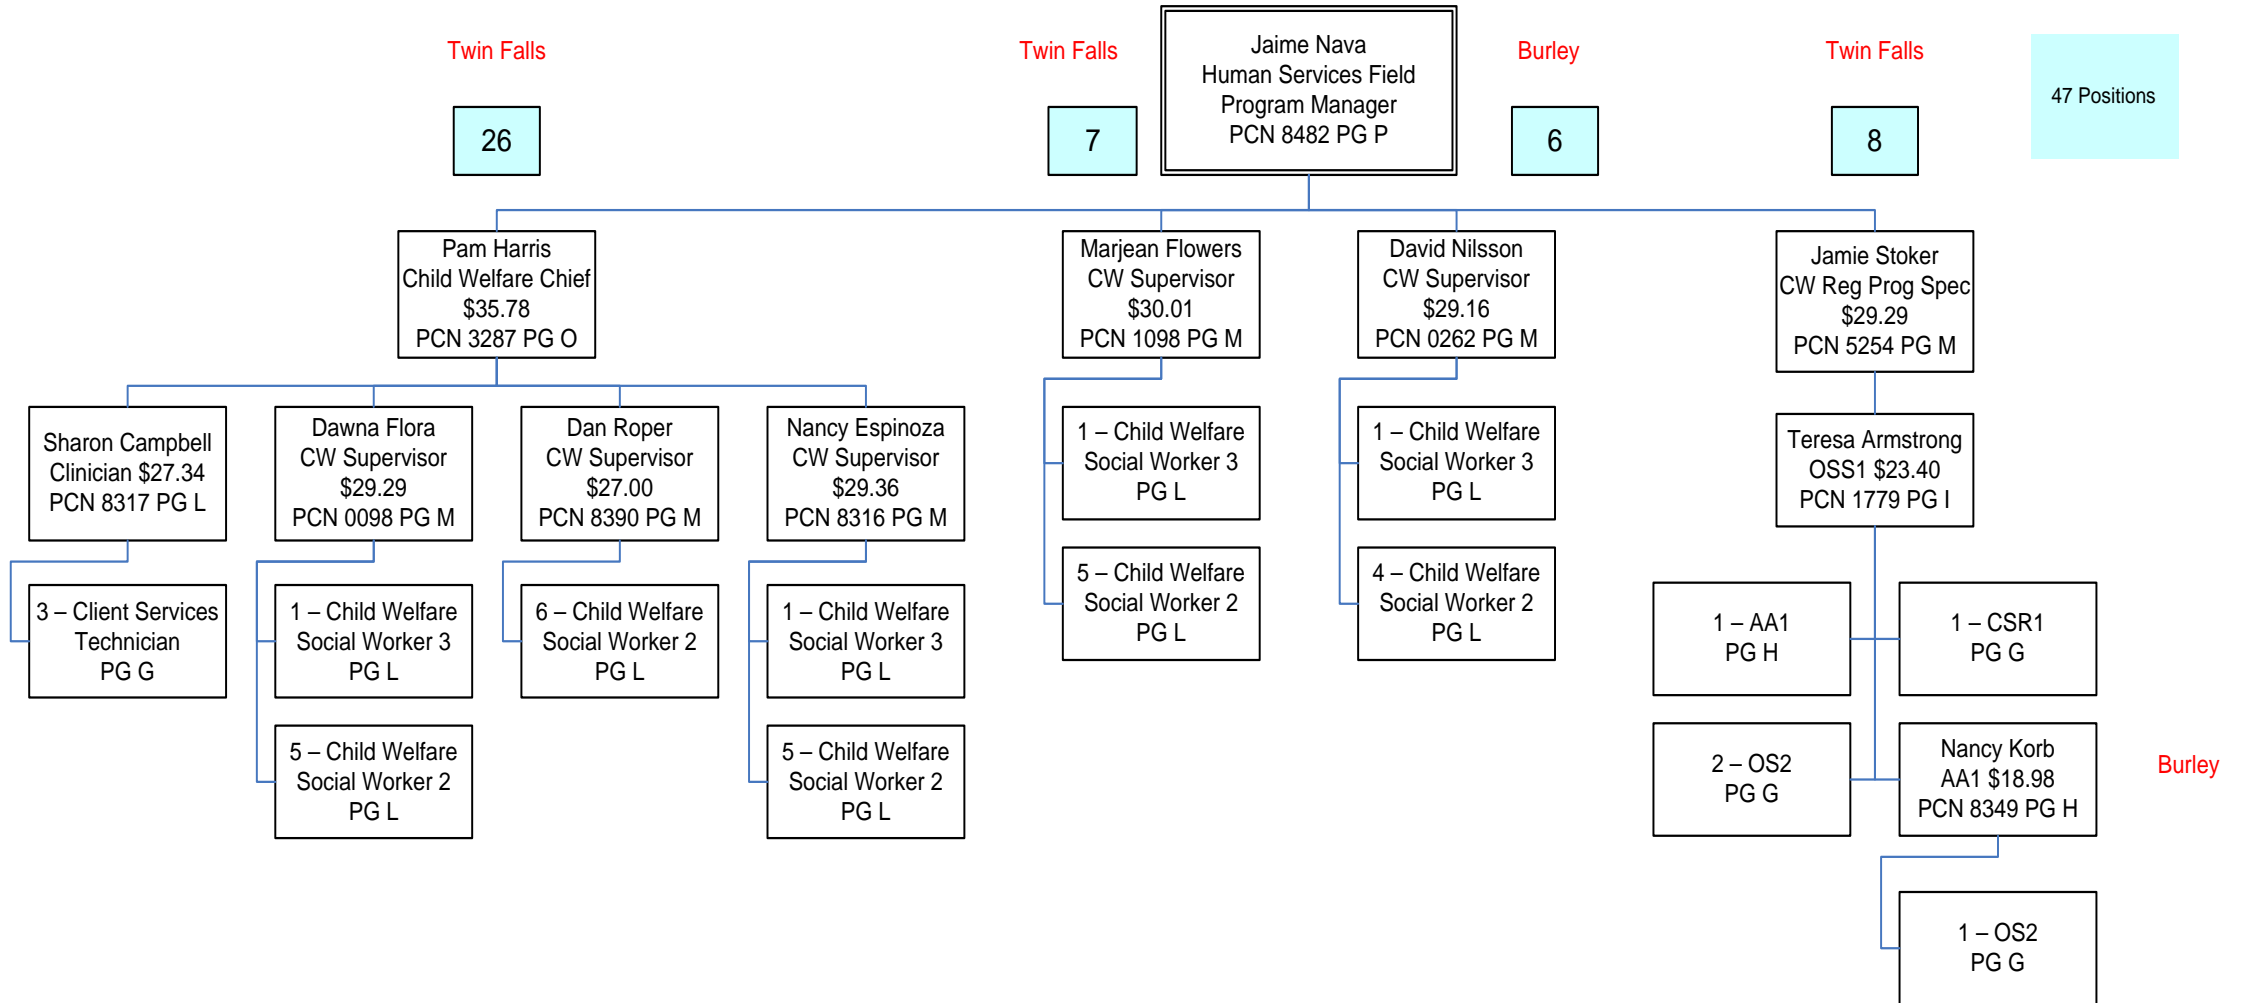 Twin Falls
Twin Falls
Jaime Nava
Human Services Field
Program Manager
PCN 8482 PG P
Burley
Twin Falls
47 Positions
26
7
6
8
Pam Harris
Child Welfare Chief
$35.78
PCN 3287 PG O
Marjean Flowers
CW Supervisor
$30.01
PCN 1098 PG M
David Nilsson
CW Supervisor
$29.16
PCN 0262 PG M
Jamie Stoker
CW Reg Prog Spec
$29.29
PCN 5254 PG M
Sharon Campbell
Clinician $27.34
PCN 8317 PG L
Dawna Flora
CW Supervisor
$29.29
PCN 0098 PG M
Dan Roper
CW Supervisor
$27.00
PCN 8390 PG M
Nancy Espinoza
CW Supervisor
$29.36
PCN 8316 PG M
1 – Child Welfare
Social Worker 3
PG L
1 – Child Welfare
Social Worker 3
PG L
Teresa Armstrong
OSS1 $23.40
PCN 1779 PG I
3 – Client Services
Technician
PG G
1 – Child Welfare
Social Worker 3
PG L
6 – Child Welfare
Social Worker 2
PG L
1 – Child Welfare
Social Worker 3
PG L
5 – Child Welfare
Social Worker 2
PG L
4 – Child Welfare
Social Worker 2
PG L
1 – AA1
PG H
1 – CSR1
PG G
5 – Child Welfare
Social Worker 2
PG L
5 – Child Welfare
Social Worker 2
PG L
2 – OS2
PG G
Nancy Korb
AA1 $18.98
PCN 8349 PG H
Burley
1 – OS2
PG G